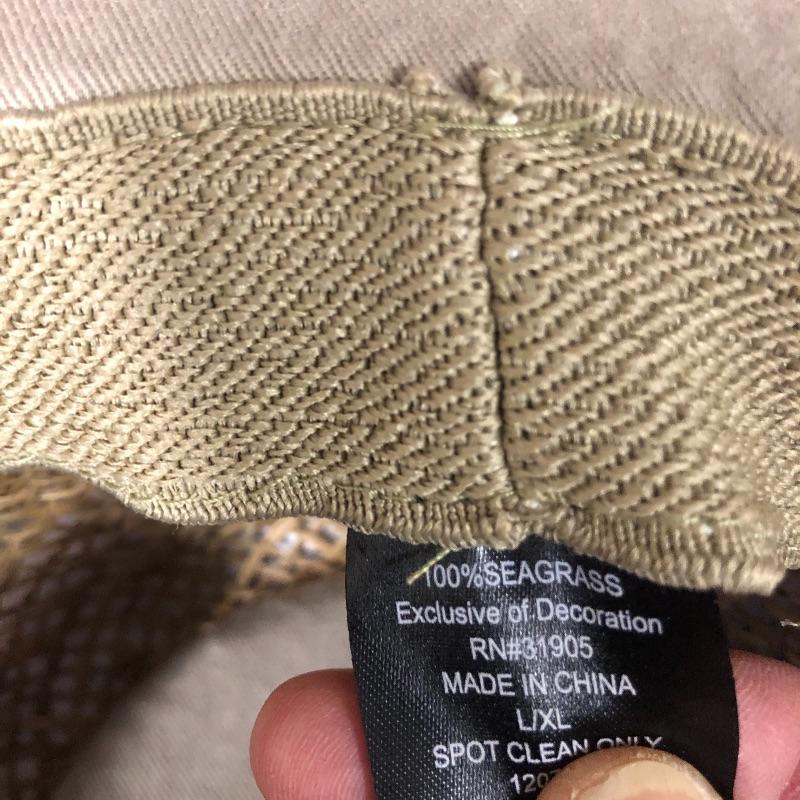 100%SEAGRASS
Exclusive of Decoration
RN#31905
MADE IN CHINA
L/XL
SPOT CLEAN ONLY